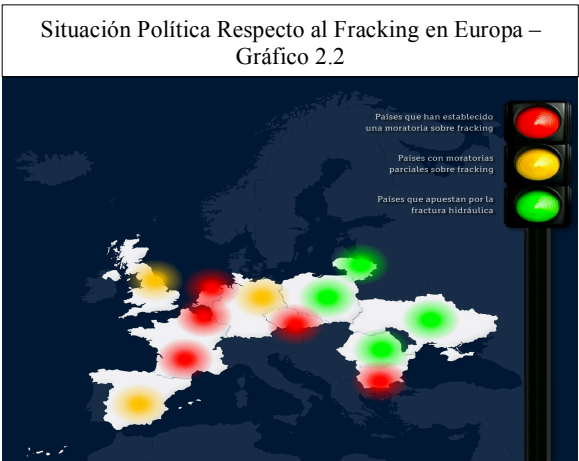 Situación Política Respecto al Fracking en Europa –
Gráfico 2.2
Países que han establecido
una moratoria sobre fracking
Países con moratorias
parciales sobre fracking
Países que apuestan por la
fractura hidráulica